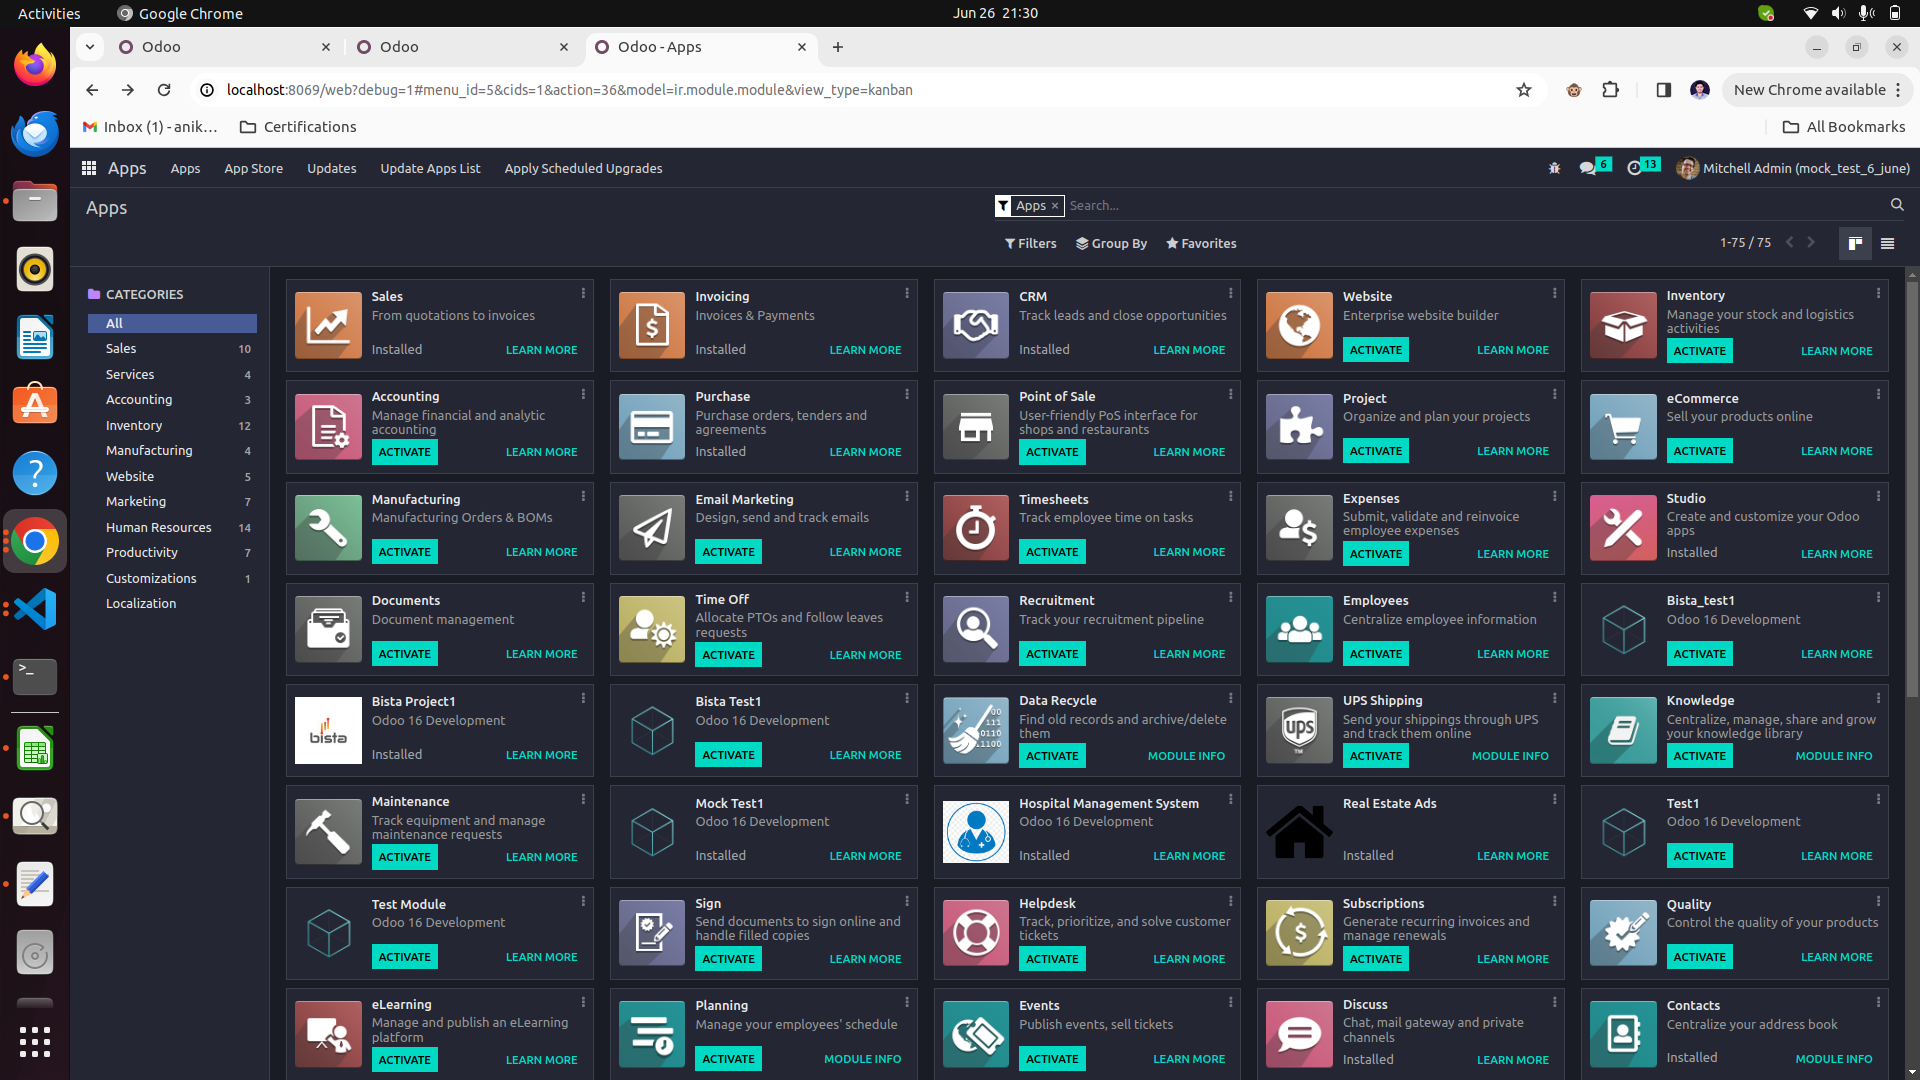 Activities
Google Chrome
Jun 26 21:30
Odoo
Odoo
Odoo - Apps
localhost:8069/web?debug=1#menu_id=5&cids=1&action=36&model=ir.module.module&view_type=kanban
New Chrome available
Inbox (1) - anik...
Certifications
All Bookmarks
Apps
Apps
App Store
Updates
Update Apps List
Apply Scheduled Upgrades
6
13
Mitchell Admin (mock_test_6_june)
Apps
Apps
Search...
Filters
Group By
Favorites
1-75 / 75
CATEGORIES
All
Sales 10
Services 4
Accounting 3
Inventory 12
Manufacturing 4
Website 5
Marketing 7
Human Resources 14
Productivity 7
Customizations 1
Localization
Sales
From quotations to invoices
Installed
LEARN MORE
Invoicing
Invoices & Payments
Installed
LEARN MORE
CRM
Track leads and close opportunities
Installed
LEARN MORE
Website
Enterprise website builder
ACTIVATE
LEARN MORE
Inventory
Manage your stock and logistics
activities
ACTIVATE
LEARN MORE
Accounting
Manage financial and analytic
accounting
ACTIVATE
LEARN MORE
Purchase
Purchase orders, tenders and
agreements
Installed
LEARN MORE
Point of Sale
User-friendly PoS interface for
shops and restaurants
ACTIVATE
LEARN MORE
Project
Organize and plan your projects
ACTIVATE
LEARN MORE
eCommerce
Sell your products online
ACTIVATE
LEARN MORE
Manufacturing
Manufacturing Orders & BOMs
ACTIVATE
LEARN MORE
Email Marketing
Design, send and track emails
ACTIVATE
LEARN MORE
Timesheets
Track employee time on tasks
ACTIVATE
LEARN MORE
Expenses
Submit, validate and reinvoice
employee expenses
ACTIVATE
LEARN MORE
Studio
Create and customize your Odoo
apps
Installed
LEARN MORE
Documents
Document management
ACTIVATE
LEARN MORE
Time Off
Allocate PTOs and follow leaves
requests
ACTIVATE
LEARN MORE
Recruitment
Track your recruitment pipeline
ACTIVATE
LEARN MORE
Employees
Centralize employee information
ACTIVATE
LEARN MORE
Bista_test1
Odoo 16 Development
ACTIVATE
LEARN MORE
bista
Bista Project1
Odoo 16 Development
Installed
LEARN MORE
Bista Test1
Odoo 16 Development
ACTIVATE
LEARN MORE
00
111
0110
11100
Data Recycle
Find old records and archive/delete
them
ACTIVATE
MODULE INFO
ups
TM
UPS Shipping
Send your shippings through UPS
and track them online
ACTIVATE
MODULE INFO
Knowledge
Centralize, manage, share and grow
your knowledge library
ACTIVATE
MODULE INFO
Maintenance
Track equipment and manage
maintenance requests
ACTIVATE
LEARN MORE
Mock Test1
Odoo 16 Development
Installed
LEARN MORE
Hospital Management System
Odoo 16 Development
Installed
LEARN MORE
Real Estate Ads
Installed
LEARN MORE
Test1
Odoo 16 Development
ACTIVATE
LEARN MORE
Test Module
Odoo 16 Development
ACTIVATE
LEARN MORE
Sign
Send documents to sign online and
handle filled copies
ACTIVATE
LEARN MORE
Helpdesk
Track, prioritize, and solve customer
tickets
ACTIVATE
LEARN MORE
Subscriptions
Generate recurring invoices and
manage renewals
ACTIVATE
LEARN MORE
Quality
Control the quality of your products
ACTIVATE
LEARN MORE
eLearning
Manage and publish an eLearning
platform
ACTIVATE
LEARN MORE
Planning
Manage your employees' schedule
ACTIVATE
MODULE INFO
Events
Publish events, sell tickets
ACTIVATE
LEARN MORE
Discuss
Chat, mail gateway and private
channels
Installed
LEARN MORE
Contacts
Centralize your address book
Installed
MODULE INFO